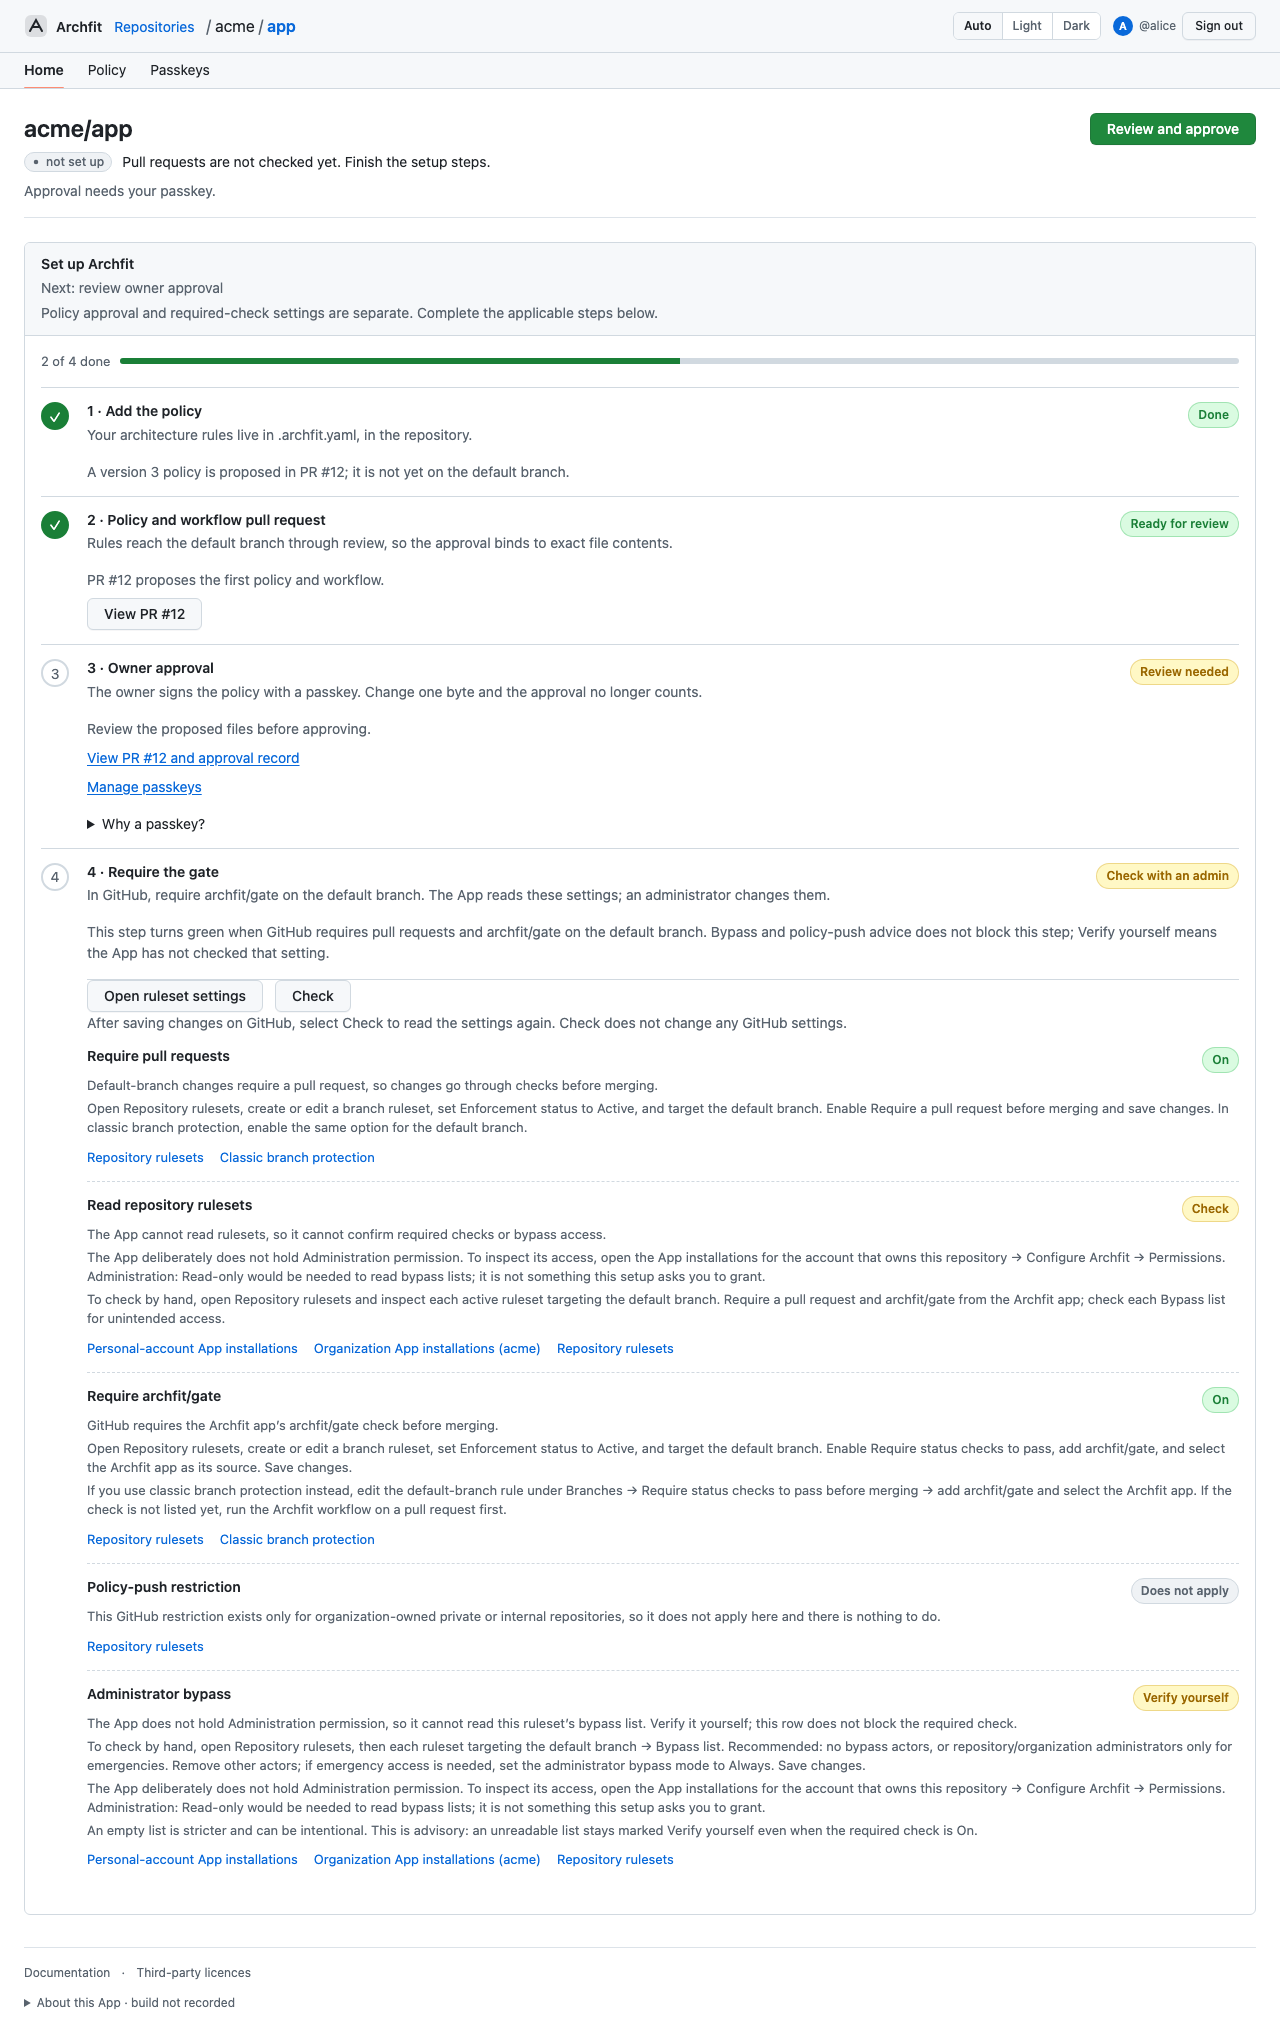 Archfit Repositories / acme / app Auto Light Dark A @alice Sign out
Home Policy Passkeys
acme/app Review and approve
not set up Pull requests are not checked yet. Finish the setup steps.
Approval needs your passkey.
Set up Archfit
Next: review owner approval
Policy approval and required-check settings are separate. Complete the applicable steps below.
2 of 4 done
1 · Add the policy Done
Your architecture rules live in .archfit.yaml, in the repository.
A version 3 policy is proposed in PR #12; it is not yet on the default branch.
2 · Policy and workflow pull request Ready for review
Rules reach the default branch through review, so the approval binds to exact file contents.
PR #12 proposes the first policy and workflow.
View PR #12
3 3 · Owner approval Review needed
The owner signs the policy with a passkey. Change one byte and the approval no longer counts.
Review the proposed files before approving.
View PR #12 and approval record
Manage passkeys
Why a passkey?
4 4 · Require the gate Check with an admin
In GitHub, require archfit/gate on the default branch. The App reads these settings; an administrator changes them.
This step turns green when GitHub requires pull requests and archfit/gate on the default branch. Bypass and policy-push advice does not block this step; Verify yourself means
the App has not checked that setting.
Open ruleset settings Check
After saving changes on GitHub, select Check to read the settings again. Check does not change any GitHub settings.
Require pull requests On
Default-branch changes require a pull request, so changes go through checks before merging.
Open Repository rulesets, create or edit a branch ruleset, set Enforcement status to Active, and target the default branch. Enable Require a pull request before merging and save changes. In
classic branch protection, enable the same option for the default branch.
Repository rulesets Classic branch protection
Read repository rulesets Check
The App cannot read rulesets, so it cannot confirm required checks or bypass access.
The App deliberately does not hold Administration permission. To inspect its access, open the App installations for the account that owns this repository → Configure Archfit → Permissions.
Administration: Read-only would be needed to read bypass lists; it is not something this setup asks you to grant.
To check by hand, open Repository rulesets and inspect each active ruleset targeting the default branch. Require a pull request and archfit/gate from the Archfit app; check each Bypass list
for unintended access.
Personal-account App installations Organization App installations (acme) Repository rulesets
Require archfit/gate On
GitHub requires the Archfit app’s archfit/gate check before merging.
Open Repository rulesets, create or edit a branch ruleset, set Enforcement status to Active, and target the default branch. Enable Require status checks to pass, add archfit/gate, and select
the Archfit app as its source. Save changes.
If you use classic branch protection instead, edit the default-branch rule under Branches → Require status checks to pass before merging → add archfit/gate and select the Archfit app. If the
check is not listed yet, run the Archfit workflow on a pull request first.
Repository rulesets Classic branch protection
Policy-push restriction Does not apply
This GitHub restriction exists only for organization-owned private or internal repositories, so it does not apply here and there is nothing to do.
Repository rulesets
Administrator bypass Verify yourself
The App does not hold Administration permission, so it cannot read this ruleset’s bypass list. Verify it yourself; this row does not block the required check.
To check by hand, open Repository rulesets, then each ruleset targeting the default branch → Bypass list. Recommended: no bypass actors, or repository/organization administrators only for
emergencies. Remove other actors; if emergency access is needed, set the administrator bypass mode to Always. Save changes.
The App deliberately does not hold Administration permission. To inspect its access, open the App installations for the account that owns this repository → Configure Archfit → Permissions.
Administration: Read-only would be needed to read bypass lists; it is not something this setup asks you to grant.
An empty list is stricter and can be intentional. This is advisory: an unreadable list stays marked Verify yourself even when the required check is On.
Personal-account App installations Organization App installations (acme) Repository rulesets
Documentation · Third-party licences
About this App · build not recorded